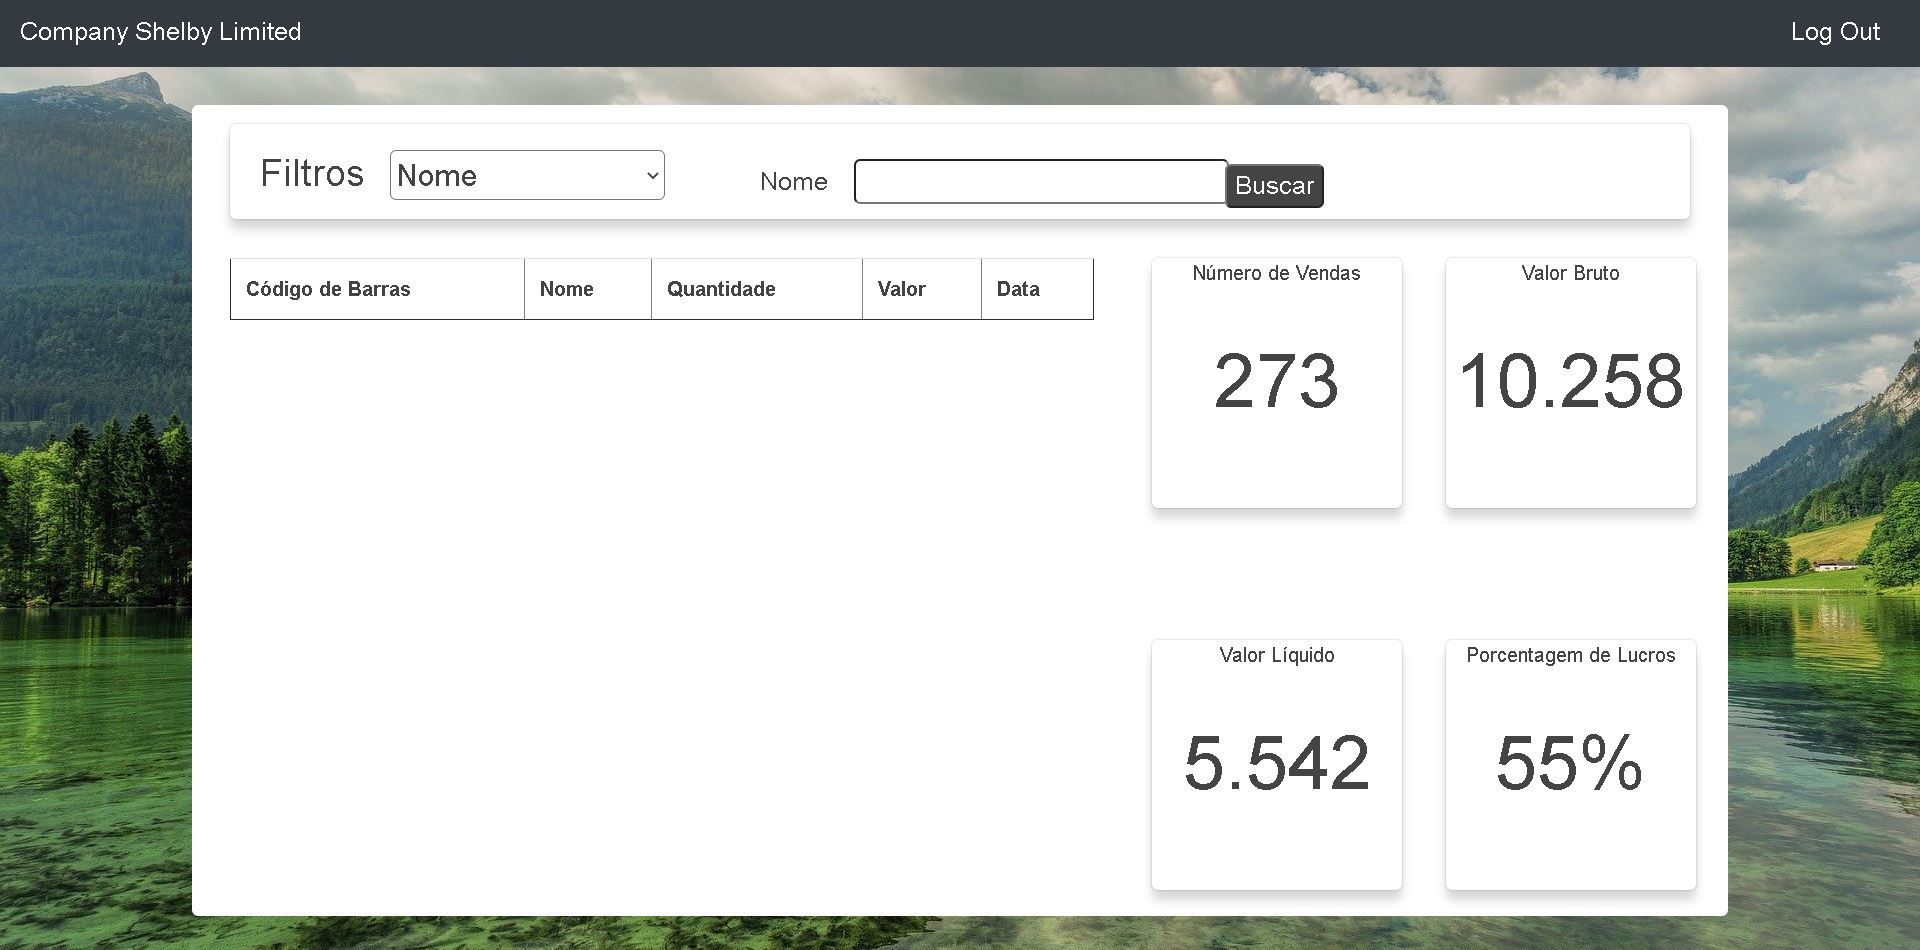 Company Shelby Limited
Log Out
Filtros
Nome
Nome
Buscar
Código de Barras
Nome
Quantidade
Valor
Data
Número de Vendas
273
Valor Bruto
10.258
Valor Líquido
5.542
Porcentagem de Lucros
55%